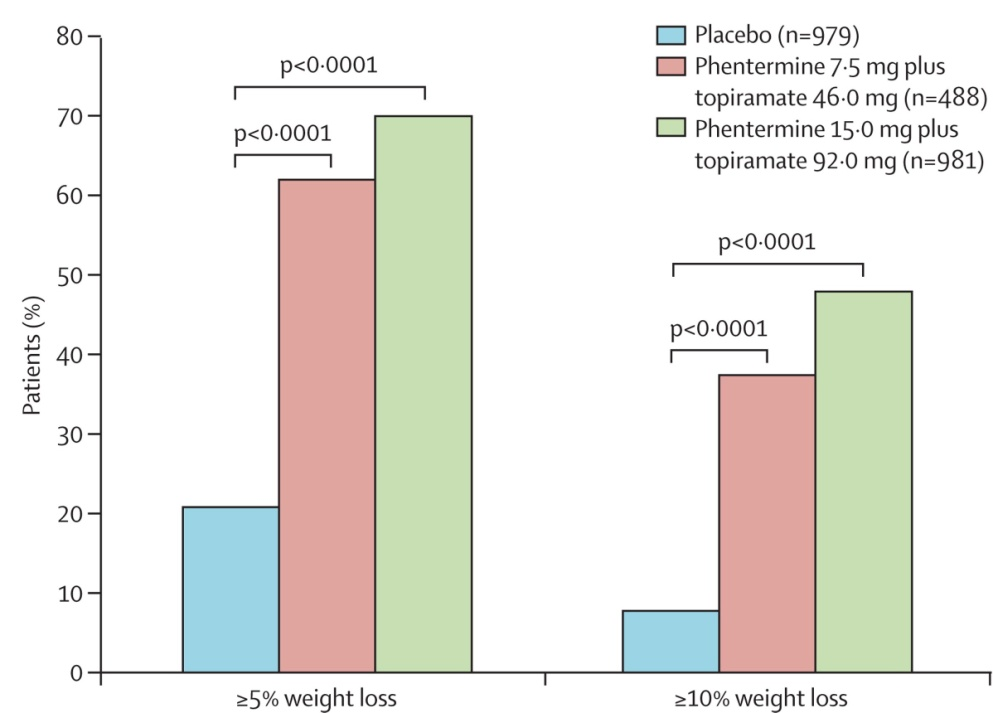 80
70
60
50
40
30
20
10
0
Patients (%)
p<0·0001
p<0·0001
p<0·0001
p<0·0001
Placebo (n=979)
Phentermine 7·5 mg plus
topiramate 46·0 mg (n=488)
Phentermine 15·0 mg plus
topiramate 92·0 mg (n=981)
≥5% weight loss
≥10% weight loss